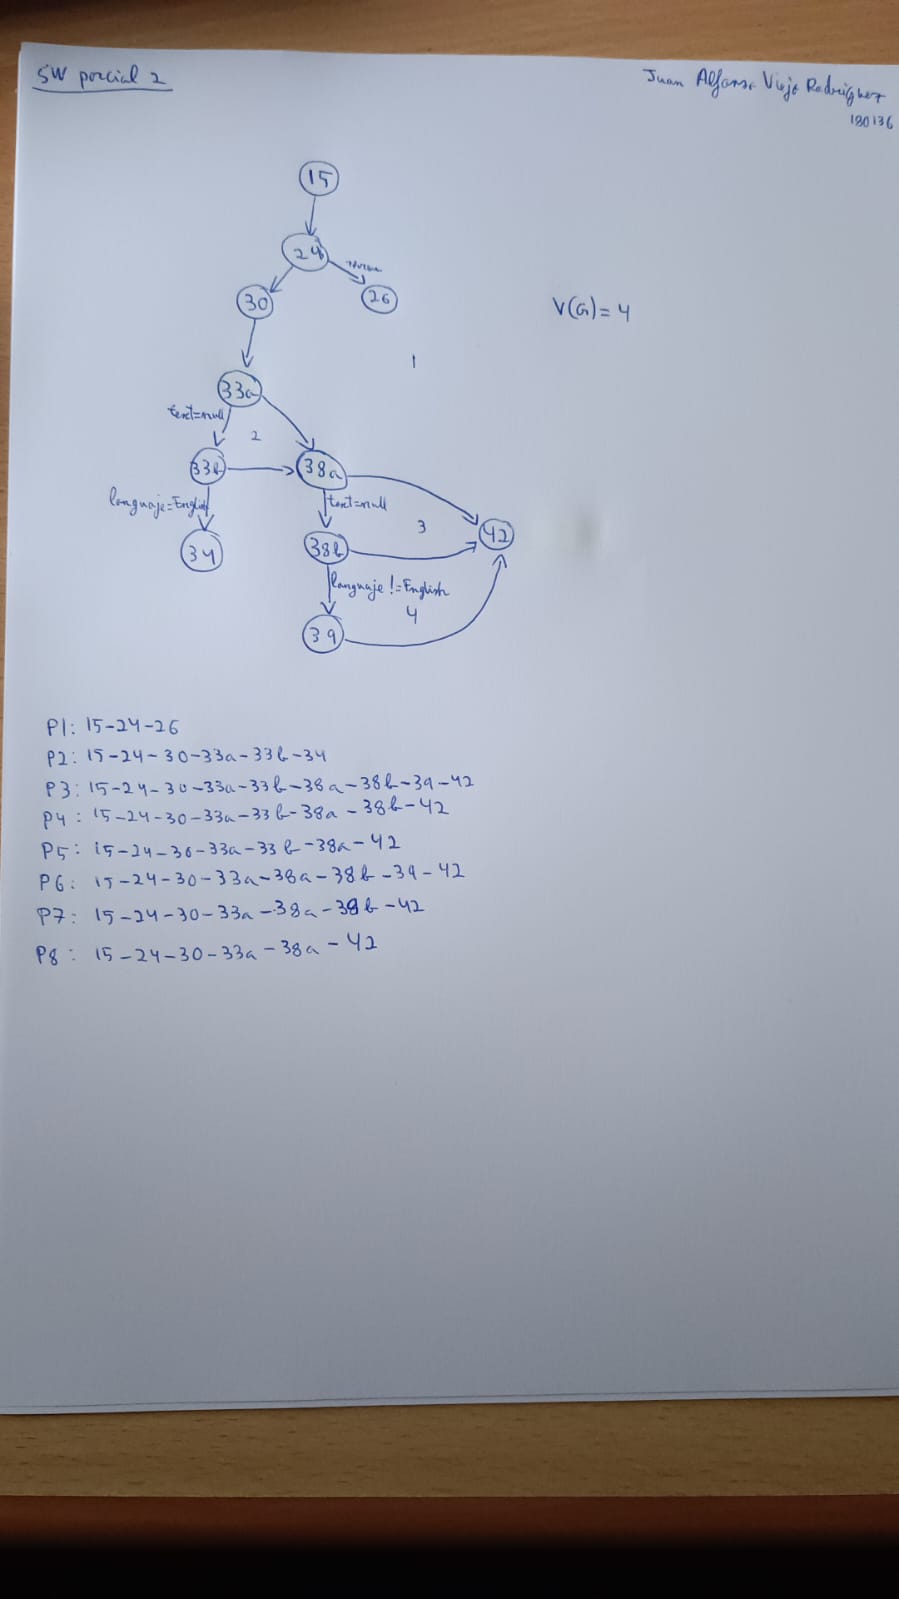 SW parcial 2
Juan Alfonso Viejo Rodriguez
180136
15
24
30
26
V(G)=4
1
33a
text=null
2
33b
38a
languaje=English
text=null
3
42
34
38b
languaje!=English
4
39
P1: 15-24-26
P2: 15-24-30-33a-33b-34
P3: 15-24-30-33a-33b-38a-38b-39-42
P4: 15-24-30-33a-33b-38a-38b-42
P5: 15-24-30-33a-33b-38a-42
P6: 15-24-30-33a-38a-38b-39-42
P7: 15-24-30-33a-38a-38b-42
P8: 15-24-30-33a-38a-42